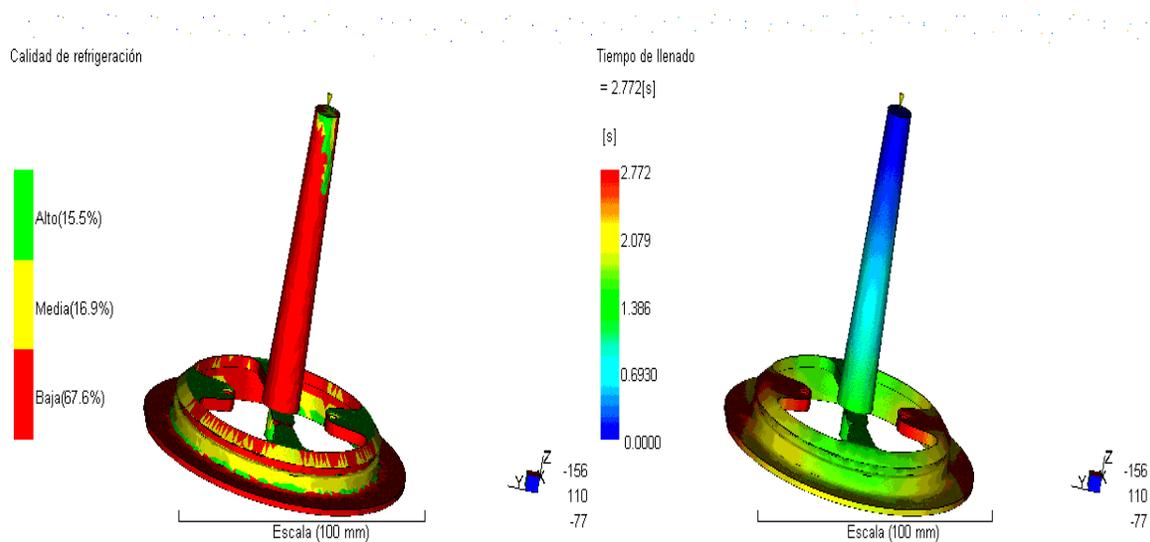 Calidad de refrigeración
Alto(15.5%)
Media(16.9%)
Baja(67.6%)
Z
Y
X
-156
110
-77
Escala (100 mm)
Tiempo de llenado
= 2.772[s]
[s]
2.772
2.079
1.386
0.6930
0.0000
Z
Y
X
-156
110
-77
Escala (100 mm)